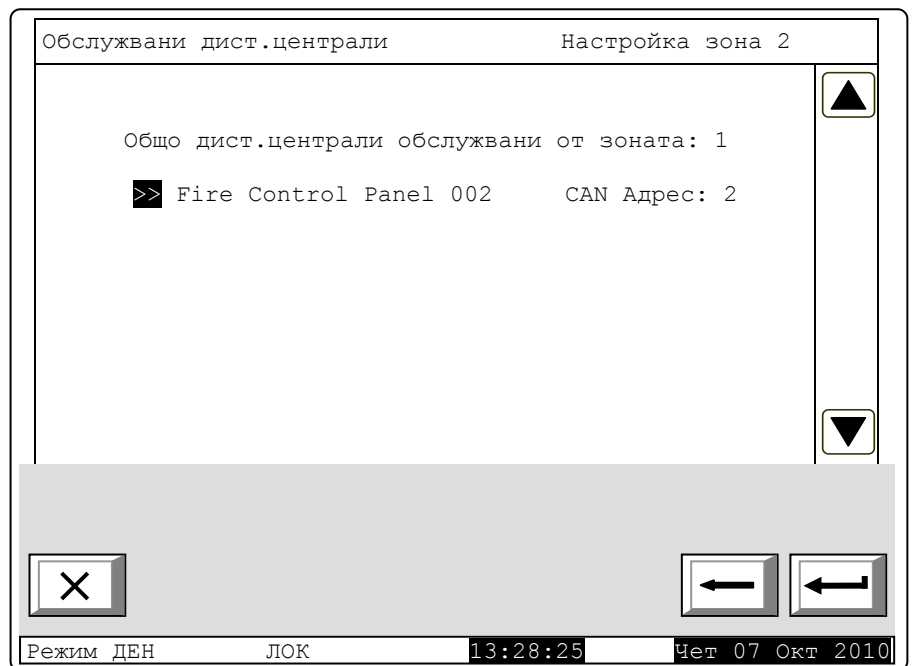 Обслужвани дист.централи Настройка зона 2
Общо дист.централи обслужвани от зоната: 1
>> Fire Control Panel 002 CAN Адрес: 2
Режим ДЕН ЛОК 13:28:25 Чет 07 Окт 2010